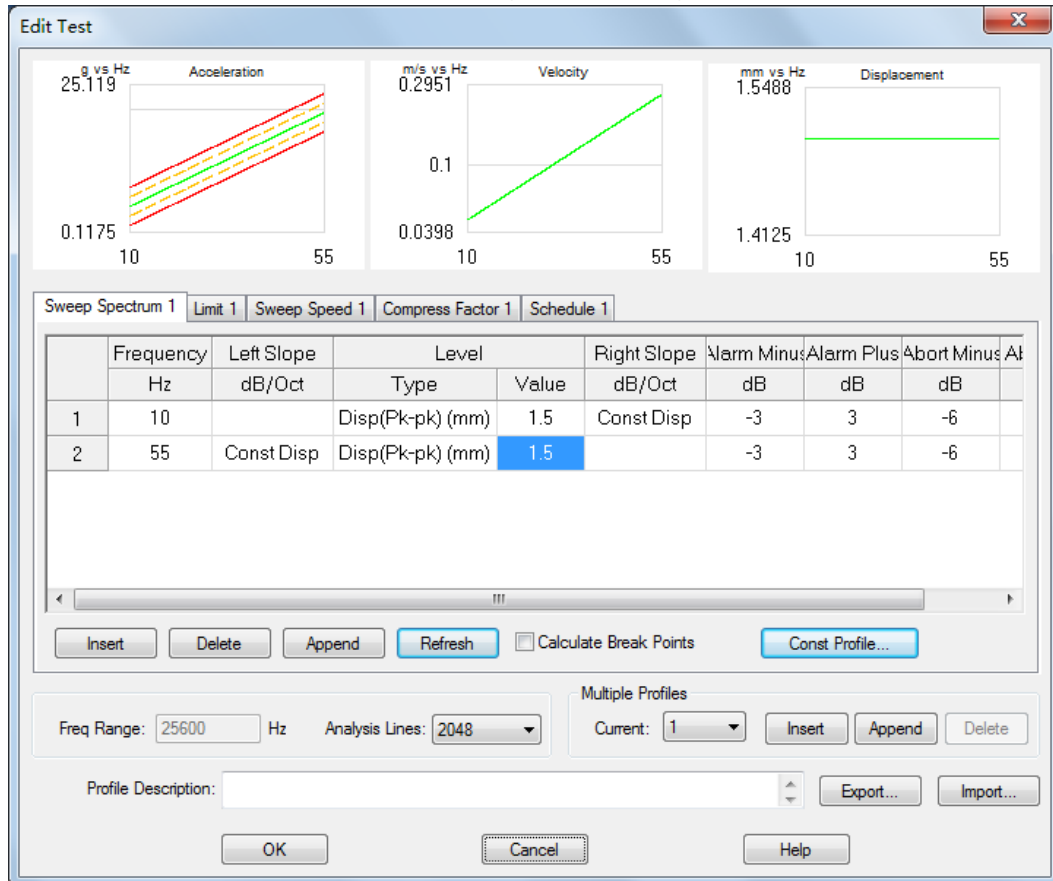 Edit Test
g vs Hz Acceleration
25.119
0.1175
10 55
m/s vs Hz Velocity
0.2951
0.1
0.0398
10 55
mm vs Hz Displacement
1.5488
1.4125
10 55
Sweep Spectrum 1 Limit 1 Sweep Speed 1 Compress Factor 1 Schedule 1
Frequency Left Slope Level Right Slope Alarm Minus Alarm Plus Abort Minus Ab
Hz dB/Oct Type Value dB/Oct dB dB dB
1 10 Disp(Pk-pk) (mm) 1.5 Const Disp -3 3 -6
2 55 Const Disp Disp(Pk-pk) (mm) 1.5 -3 3 -6
Insert Delete Append Refresh Calculate Break Points Const Profile...
Multiple Profiles
Freq Range: 25600 Hz Analysis Lines: 2048 Current: 1 Insert Append Delete
Profile Description: Export... Import...
OK Cancel Help